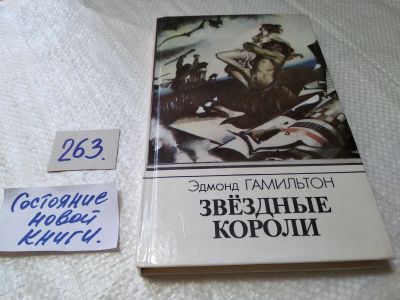 263.
Состояние
новой
книги.
Эдмонд ГАМИЛЬТОН
ЗВЁЗДНЫЕ
КОРОЛИ